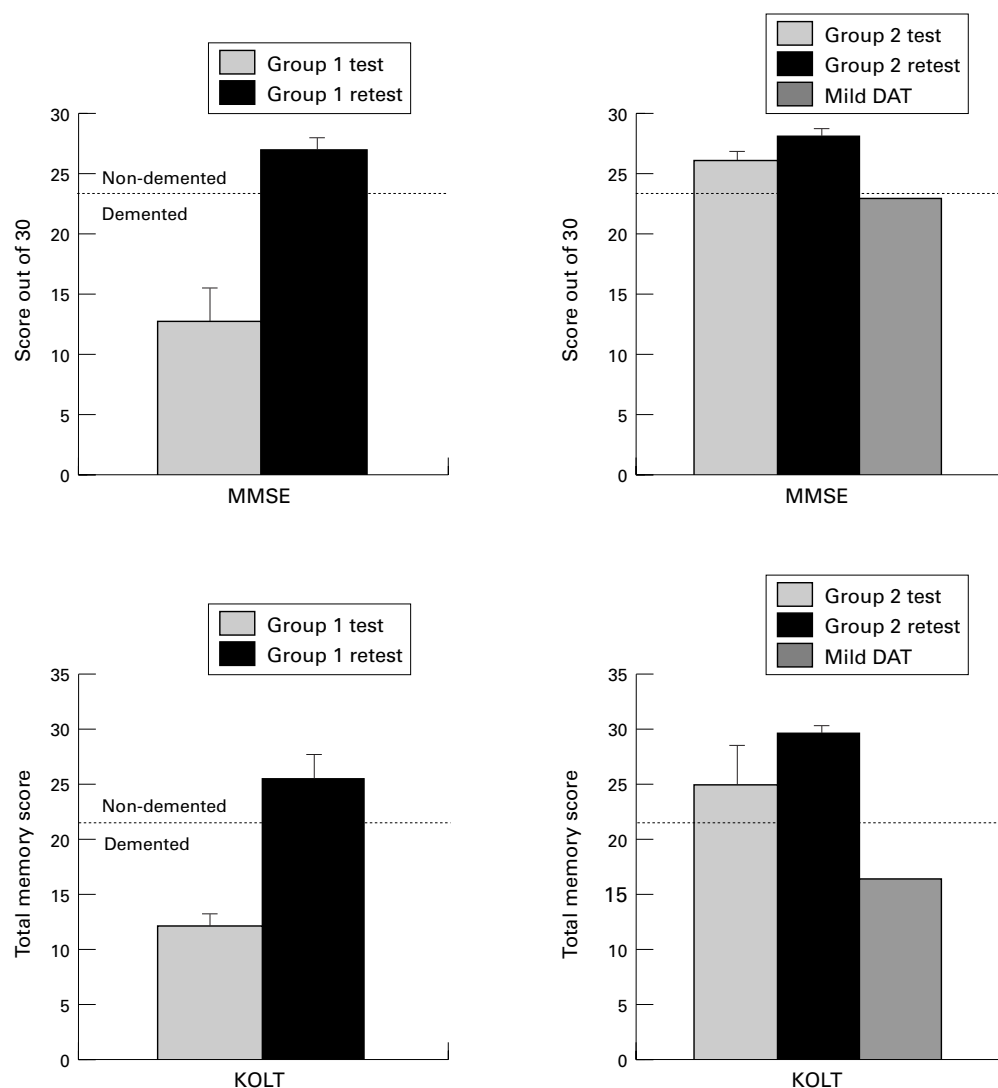 Group 1 test
Group 1 retest
30
25
20
15
10
5
0
Score out of 30
Non-demented
Demented
MMSE
Group 2 test
Group 2 retest
Mild DAT
30
25
20
15
10
5
0
Score out of 30
MMSE
Group 1 test
Group 1 retest
35
30
25
20
15
10
5
0
Total memory score
Non-demented
Demented
KOLT
Group 2 test
Group 2 retest
Mild DAT
35
30
25
20
15
10
5
0
Total memory score
KOLT